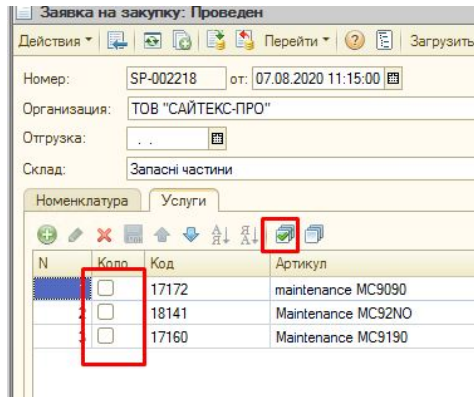 Заявка на закупку: Проведен
Действия Перейти Загрузить
Номер: SP-002218 от: 07.08.2020 11:15:00
Организация: ТОВ "САЙТЕКС-ПРО"
Отгрузка: . .
Склад: Запасні частини
Номенклатура Услуги
N Коло Код Артикул
1 17172 maintenance MC9090
2 18141 Maintenance MC92NO
3 17160 Maintenance MC9190